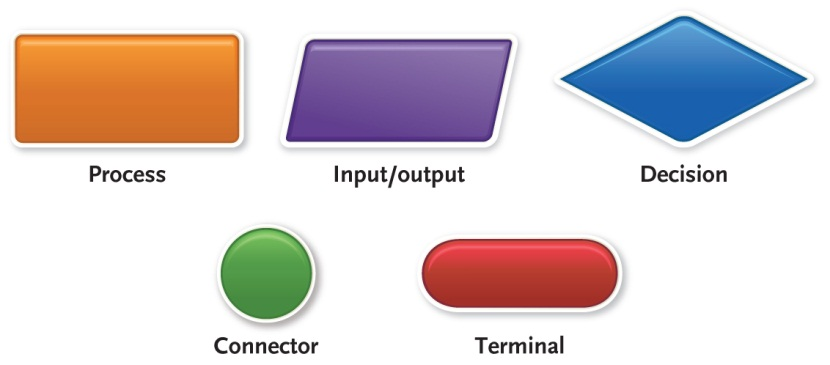 Process
Input/output
Decision
Connector
Terminal